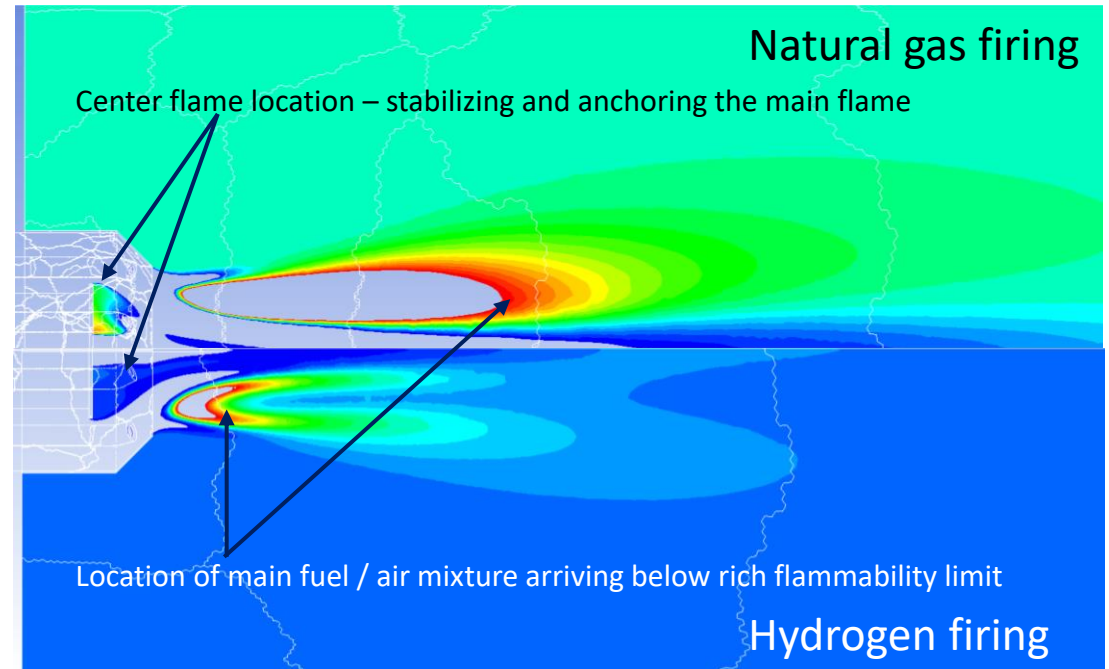 Natural gas firing
Center flame location – stabilizing and anchoring the main flame
Location of main fuel / air mixture arriving below rich flammability limit
Hydrogen firing